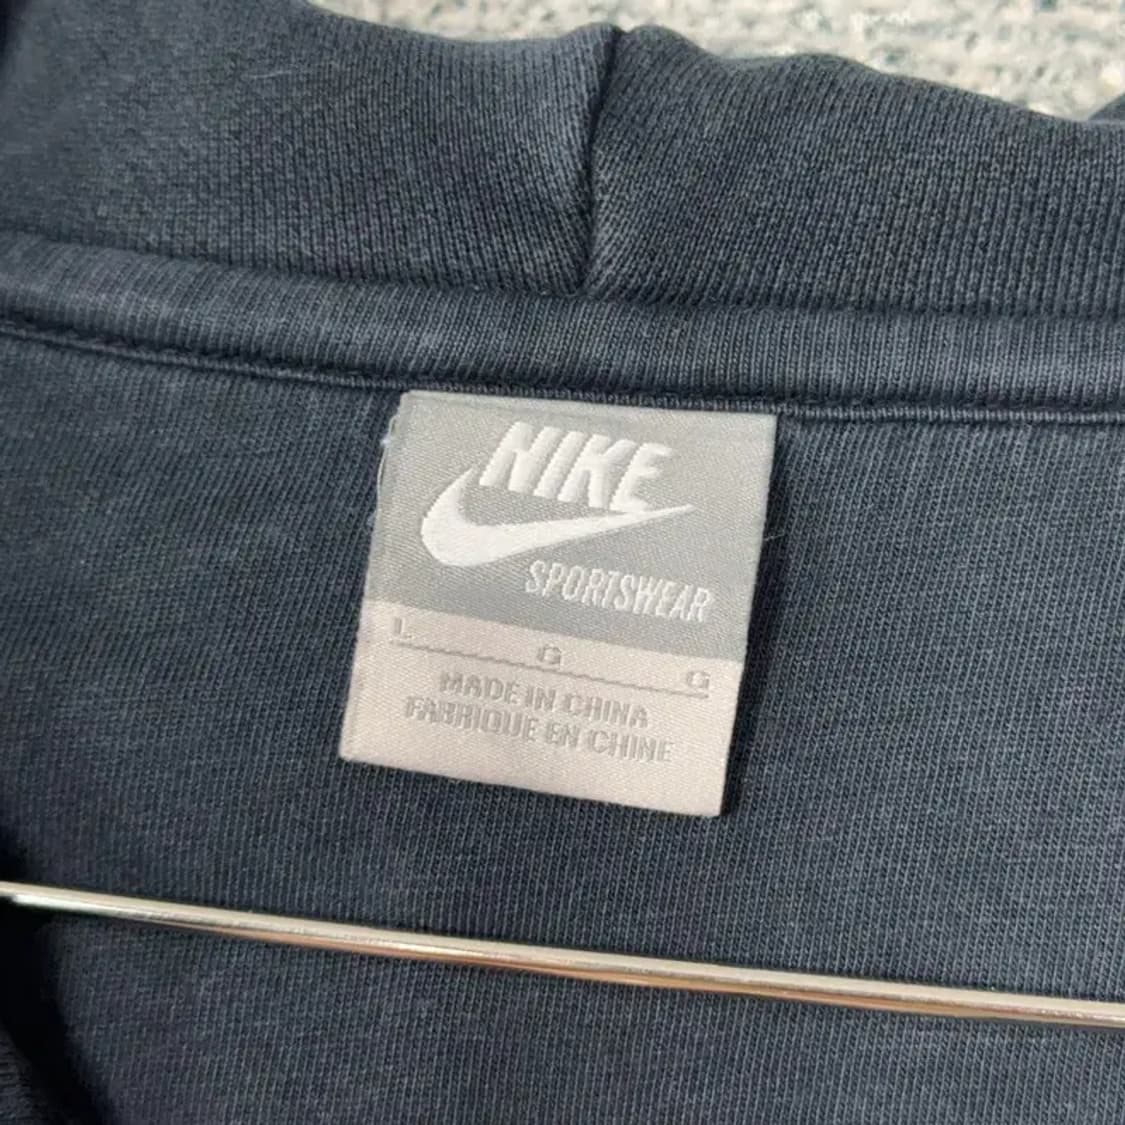 NIKE
SPORTSWEAR
L G G
MADE IN CHINA
FABRIQUE EN CHINE